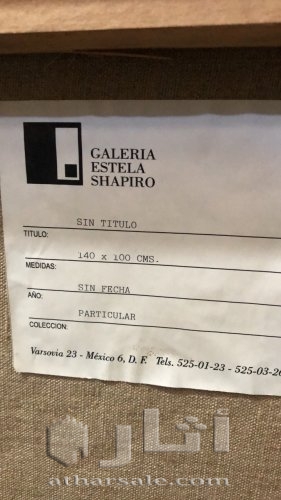 GALERIA
ESTELA
SHAPIRO
SIN TITULO
TITULO:
140 x 100 CMS.
MEDIDAS:
SIN FECHA
AÑO:
PARTICULAR
COLECCION:
Varsovia 23 - México 6, D. F. Tels. 525-01-23 - 525-03-26
آثار
atharsale.com